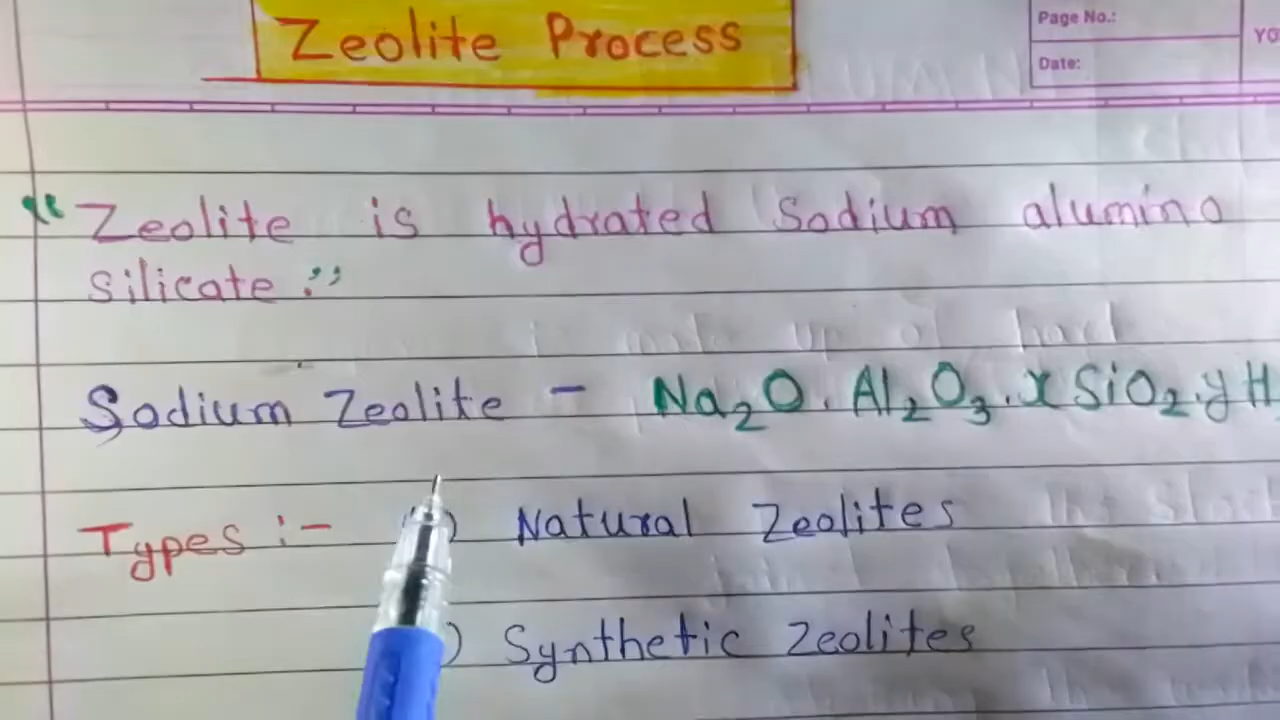 Zeolite Process
Page No.:
Date:
YO
"Zeolite is hydrated Sodium alumino
silicate."
Sodium Zeolite – Na₂O.Al₂O₃.xSiO₂.yH
Types :- ) Natural Zeolites
) Synthetic Zeolites